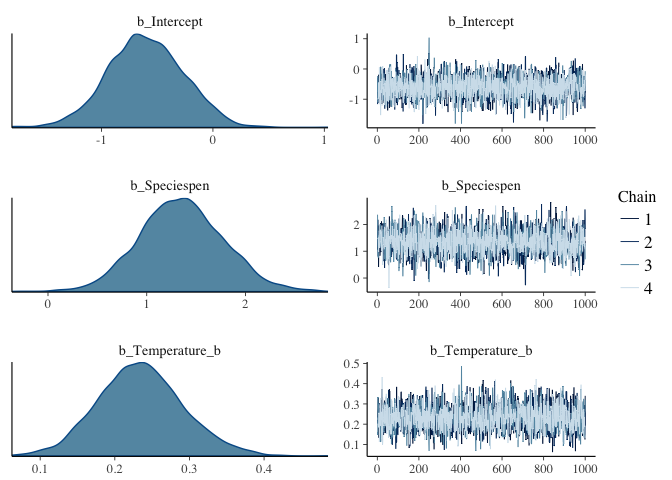 b_Intercept
-1 0 1
b_Intercept
1
0
-1
0 200 400 600 800 1000
b_Speciespen
0 1 2
b_Speciespen
2
1
0
0 200 400 600 800 1000
b_Temperature_b
0.1 0.2 0.3 0.4
b_Temperature_b
0.5
0.4
0.3
0.2
0.1
0 200 400 600 800 1000
Chain
1
2
3
4